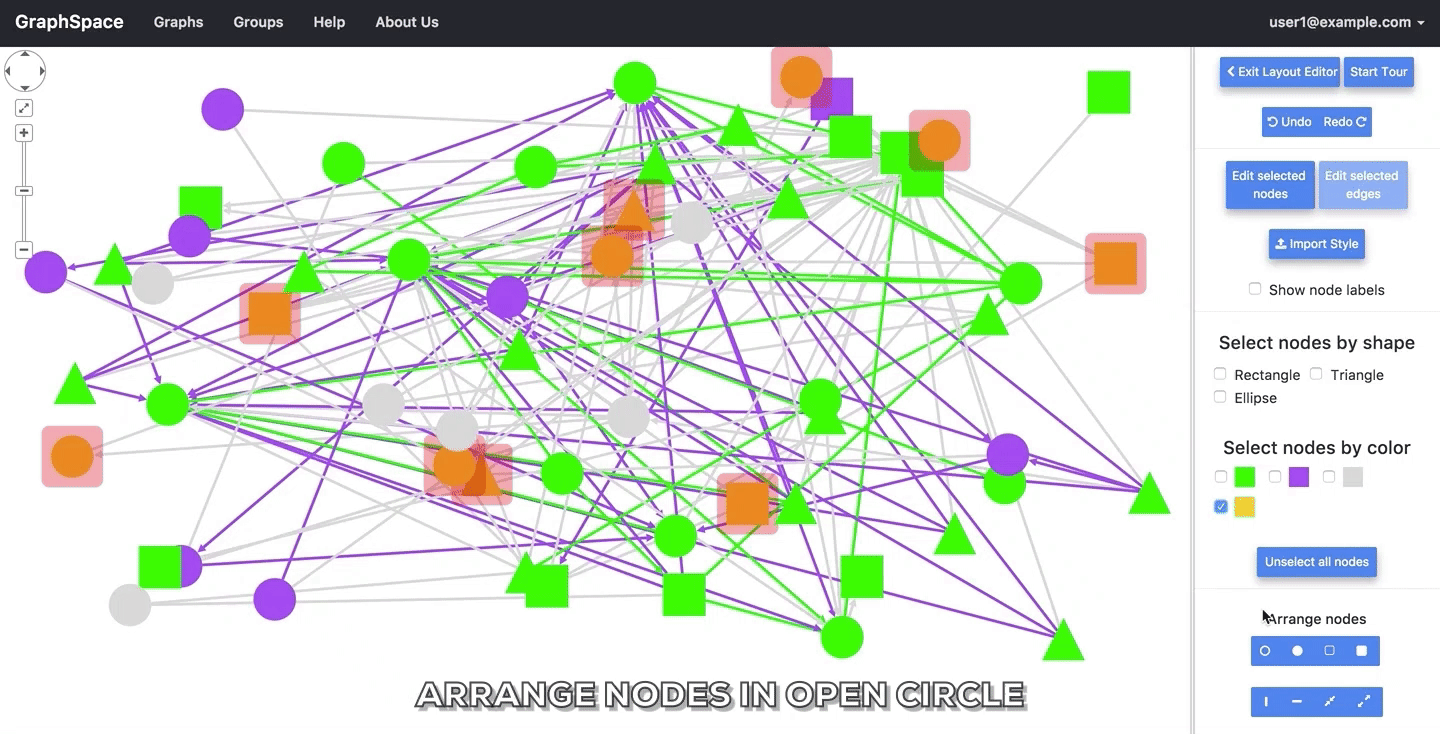 GraphSpace Graphs Groups Help About Us user1@example.com
Exit Layout Editor Start Tour
Undo Redo
Edit selected nodes
Edit selected edges
Import Style
Show node labels
Select nodes by shape
Rectangle Triangle
Ellipse
Select nodes by color
Unselect all nodes
Arrange nodes
ARRANGE NODES IN OPEN CIRCLE